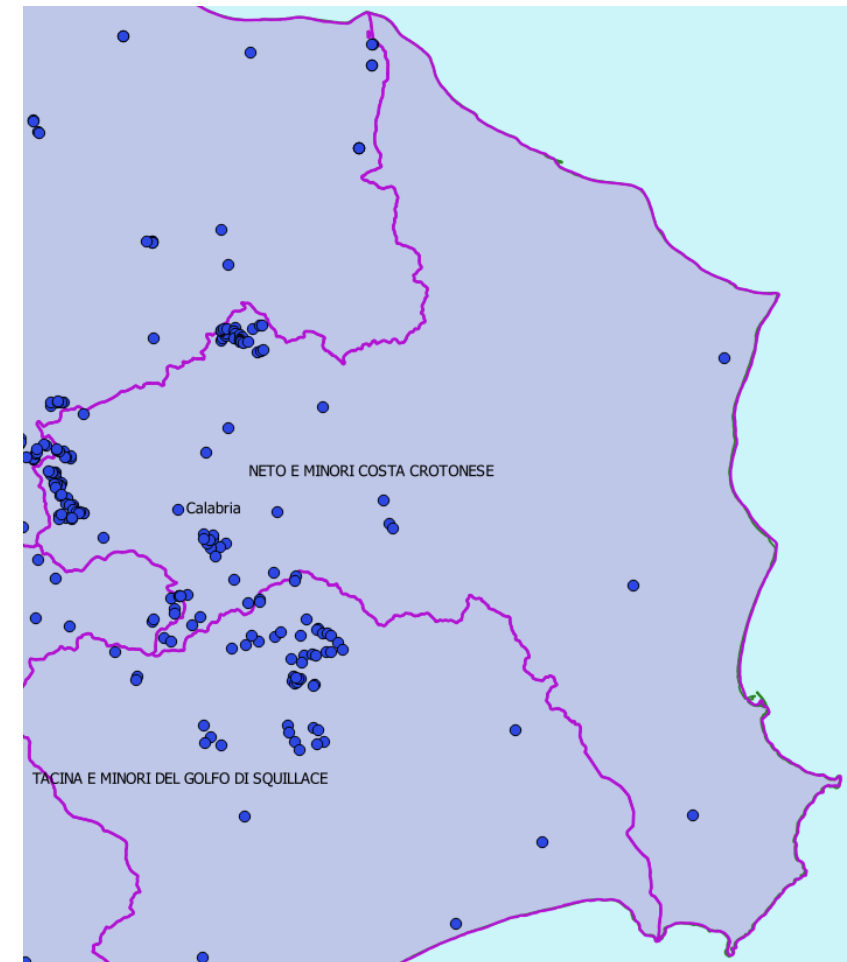 NETO E MINORI COSTA CROTONESE
Calabria
TACINA E MINORI DEL GOLFO DI SQUILLACE